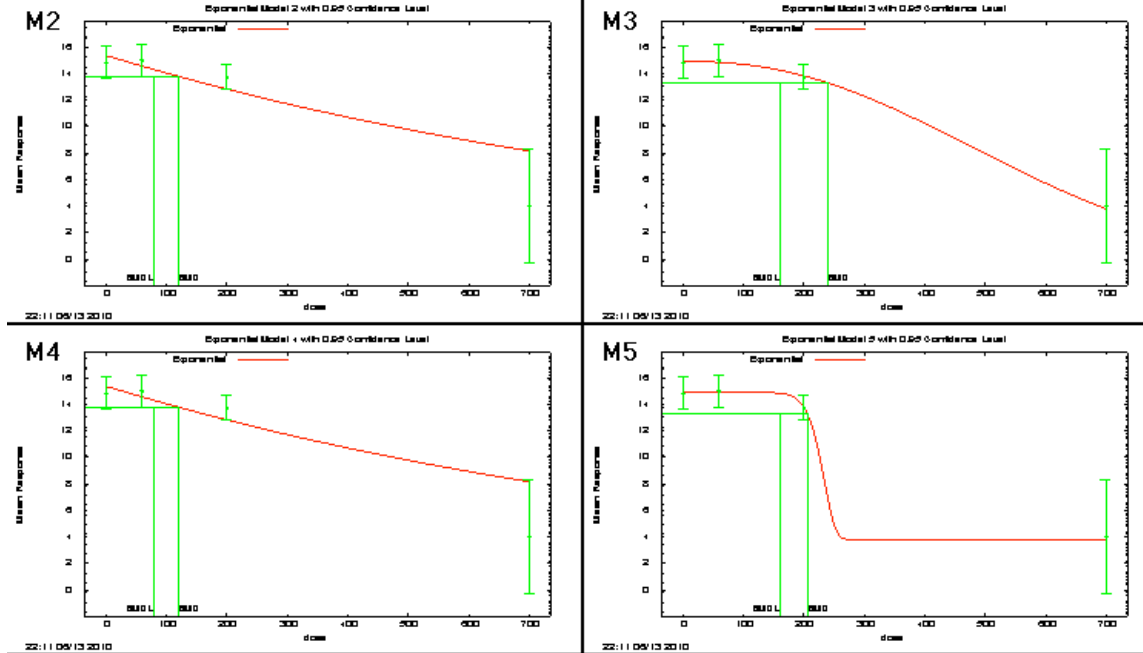 M2
Exponential Model 2 with 0.95 Confidence Level
Exponential
Mean Response
16
14
12
10
8
6
4
2
0
BMDL BMD
0 100 200 300 400 500 600 700
dose
22:11 06/13 2010
M3
Exponential Model 3 with 0.95 Confidence Level
Exponential
Mean Response
16
14
12
10
8
6
4
2
0
BMDL BMD
0 100 200 300 400 500 600 700
dose
22:11 06/13 2010
M4
Exponential Model 4 with 0.95 Confidence Level
Exponential
Mean Response
16
14
12
10
8
6
4
2
0
BMDL BMD
0 100 200 300 400 500 600 700
dose
22:11 06/13 2010
M5
Exponential Model 5 with 0.95 Confidence Level
Exponential
Mean Response
16
14
12
10
8
6
4
2
0
BMDL BMD
0 100 200 300 400 500 600 700
dose
22:11 06/13 2010